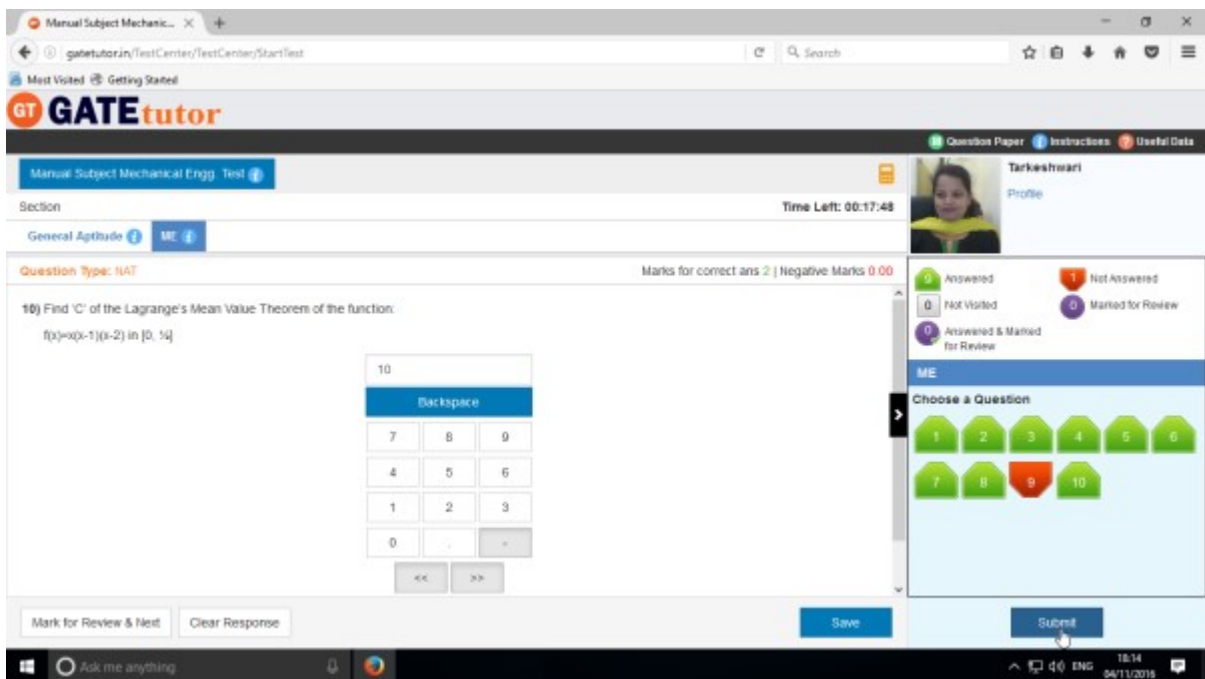 Manual Subject Mechanic...
gatetutor.in/TestCenter/TestCenter/StartTest
Search
Most Visited Getting Started
GT GATEtutor
Question Paper Instructions Useful Data
Manual Subject Mechanical Engg. Test
Tarkeshwari
Profile
Section
Time Left: 00:17:48
General Aptitude ME
Question Type: NAT
Marks for correct ans 2 | Negative Marks 0.00
9 Answered
1 Not Answered
0 Not Visited
0 Marked for Review
0 Answered & Marked for Review
10) Find 'C' of the Lagrange's Mean Value Theorem of the function:
f(x)=x(x-1)(x-2) in [0, ½]
10
Backspace
7 8 9
4 5 6
1 2 3
0 . -
<< >>
ME
Choose a Question
1 2 3 4 5 6
7 8 9 10
Mark for Review & Next
Clear Response
Save
Submit
Ask me anything
ENG
18:14
04/11/2016